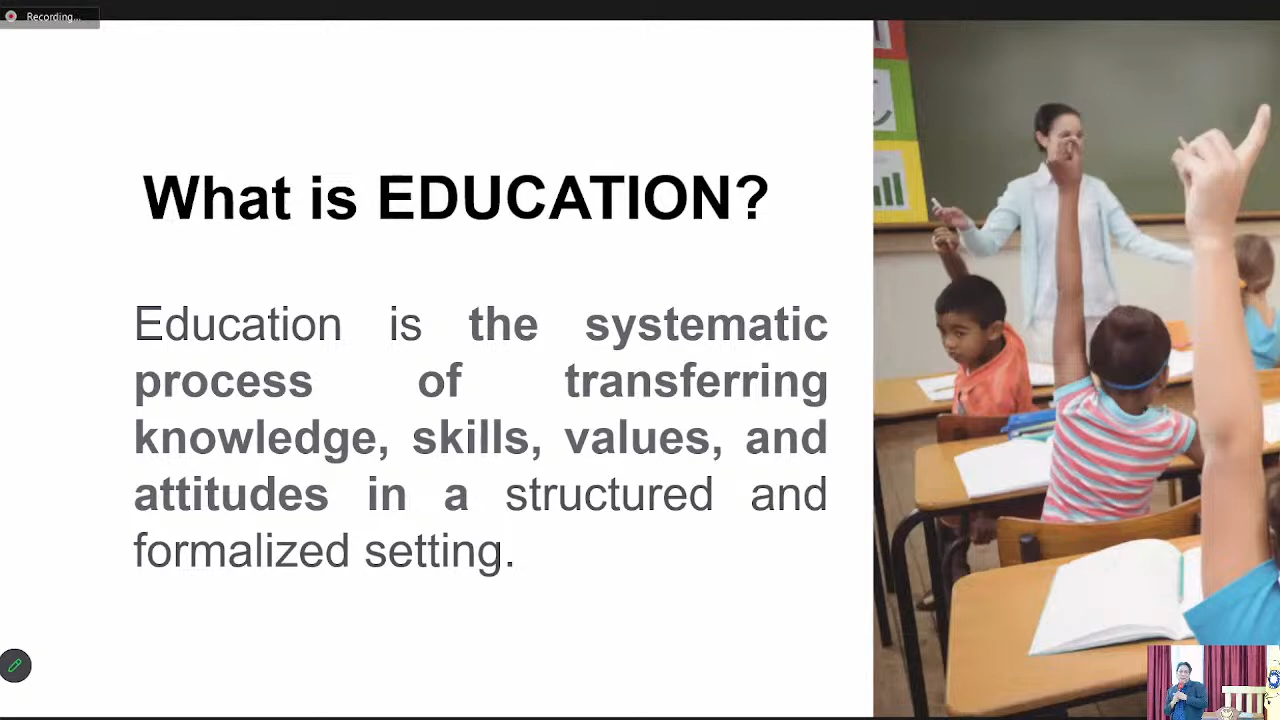 Recording...
What is EDUCATION?
Education is the systematic
process of transferring
knowledge, skills, values, and
attitudes in a structured and
formalized setting.